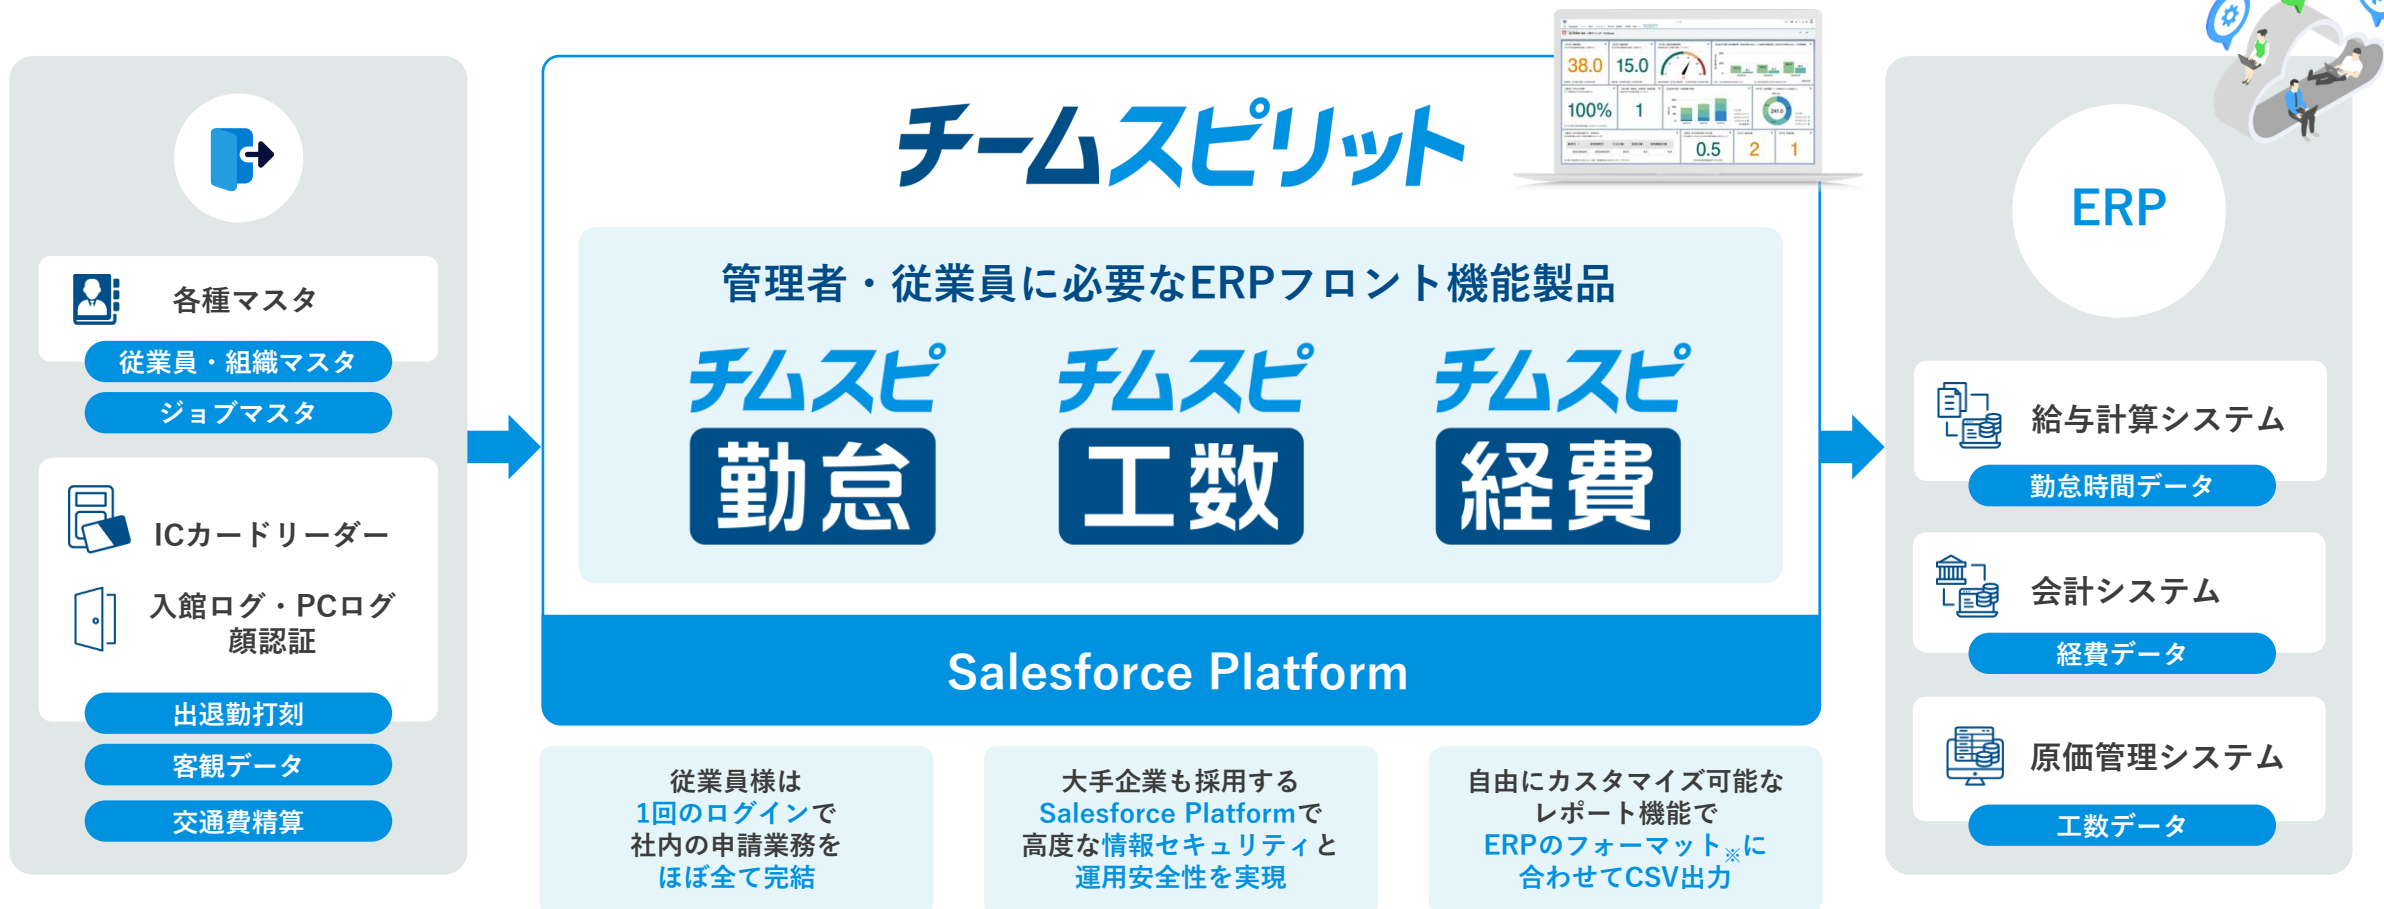 各種マスタ
従業員・組織マスタ
ジョブマスタ
ICカードリーダー
入館ログ・PCログ
顔認証
出退勤打刻
客観データ
交通費精算
チームスピリット
38.0
15.0
100%
1
241.0
0.5
2
1
管理者・従業員に必要なERPフロント機能製品
チムスピ
勤怠
チムスピ
工数
チムスピ
経費
Salesforce Platform
従業員様は
1回のログインで
社内の申請業務を
ほぼ全て完結
大手企業も採用する
Salesforce Platformで
高度な情報セキュリティと
運用安全性を実現
自由にカスタマイズ可能な
レポート機能で
ERPのフォーマット※に
合わせてCSV出力
ERP
給与計算システム
勤怠時間データ
会計システム
経費データ
原価管理システム
工数データ